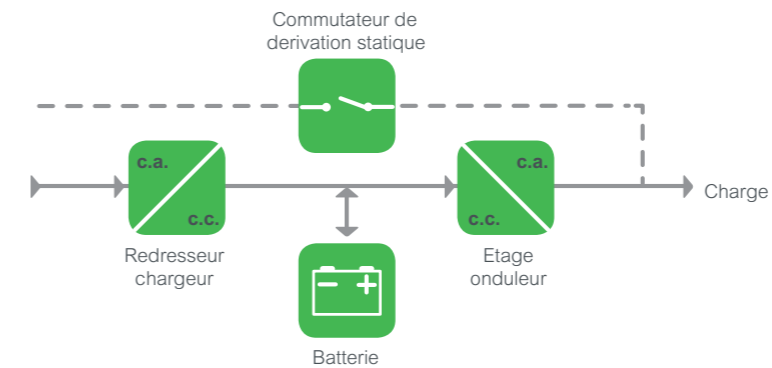 Commutateur de
derivation statique
c.a.
c.c.
c.a.
c.c.
Charge
Redresseur
chargeur
Etage
onduleur
Batterie